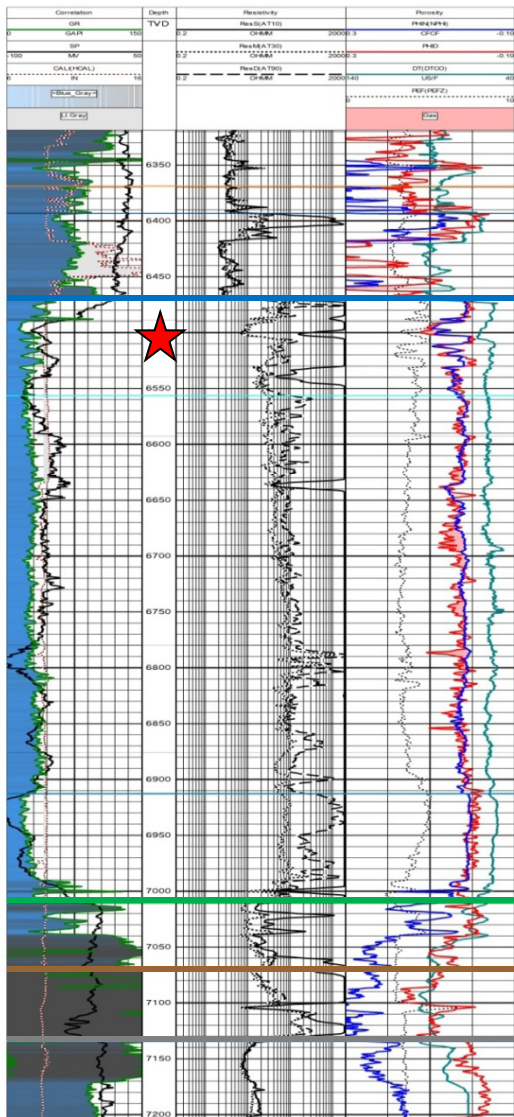 Correlation Depth Resistivity Porosity
GR TVD ResS(AT10) PHIN(NPHI)
0 GAPI 150 0.2 OHMM 2000 0.3 CFCF -0.10
SP ResM(AT30) PHID
-100 MV 50 0.2 OHMM 2000 0.3 -0.10
CALI(HCAL) ResD(AT90) DT(DTCO)
6 IN 16 0.2 OHMM 2000 140 US/F 40
<Blue_Gray> PEF(PEFZ)
0 10
Lt Gray Gas
6350
6400
6450
6550
6600
6650
6700
6750
6800
6850
6900
6950
7000
7050
7100
7150
7200